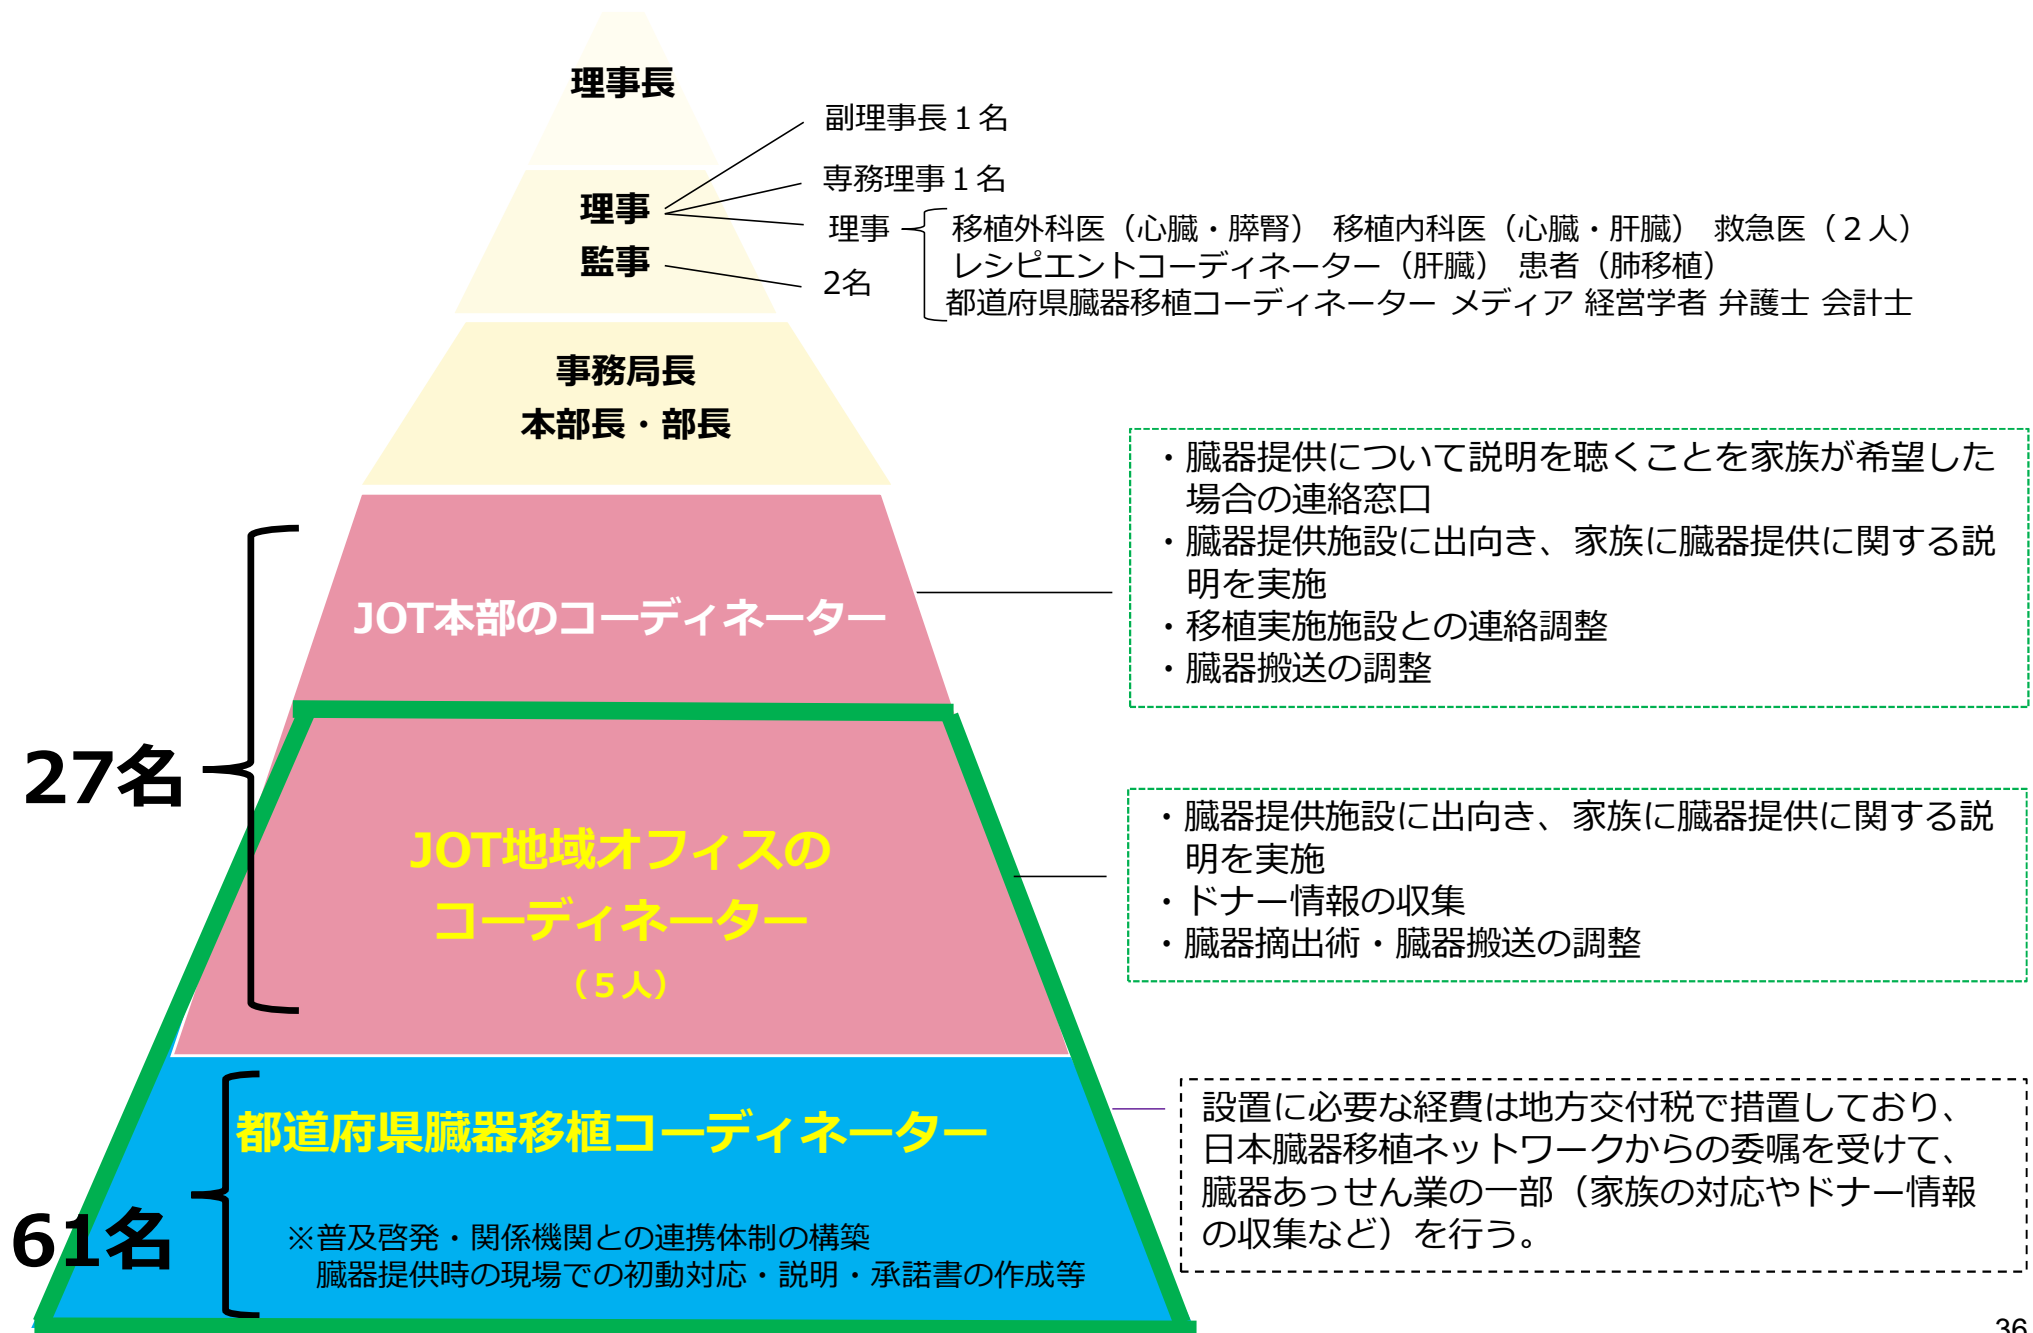 理事長
副理事長１名
専務理事１名
理事
監事
理事
移植外科医（心臓・膵腎） 移植内科医（心臓・肝臓） 救急医（２人）
レシピエントコーディネーター（肝臓） 患者（肺移植）
都道府県臓器移植コーディネーター メディア 経営学者 弁護士 会計士
2名
事務局長
本部長・部長
27名
JOT本部のコーディネーター
・臓器提供について説明を聴くことを家族が希望した
場合の連絡窓口
・臓器提供施設に出向き、家族に臓器提供に関する説
明を実施
・移植実施施設との連絡調整
・臓器搬送の調整
JOT地域オフィスの
コーディネーター
（５人）
・臓器提供施設に出向き、家族に臓器提供に関する説
明を実施
・ドナー情報の収集
・臓器摘出術・臓器搬送の調整
61名
都道府県臓器移植コーディネーター
※普及啓発・関係機関との連携体制の構築
臓器提供時の現場での初動対応・説明・承諾書の作成等
設置に必要な経費は地方交付税で措置しており、
日本臓器移植ネットワークからの委嘱を受けて、
臓器あっせん業の一部（家族の対応やドナー情報
の収集など）を行う。
36